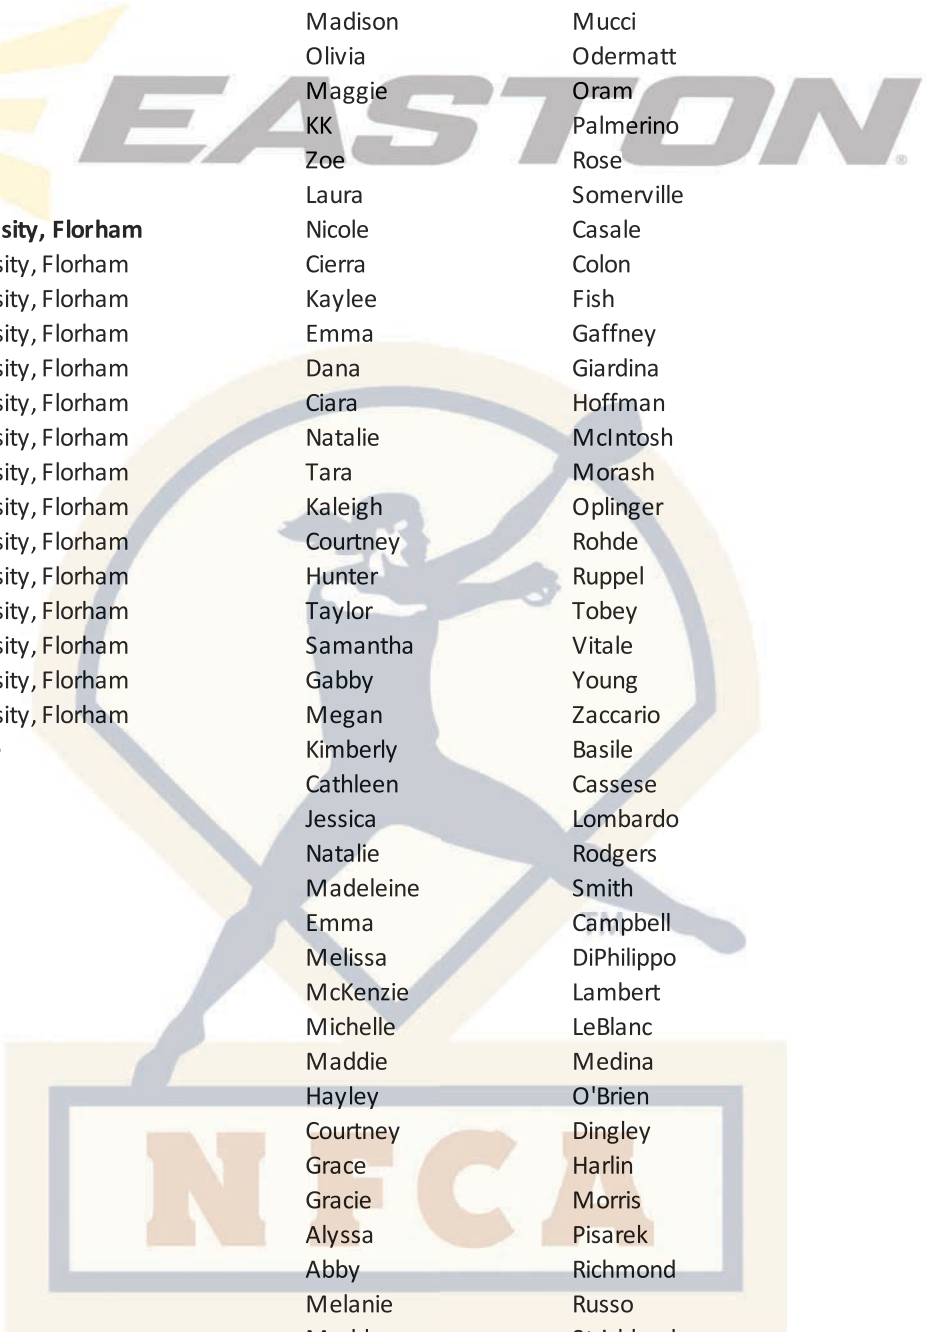 Madison Mucci
Olivia Odermatt
Maggie Oram
EASTON®
KK Palmerino
Zoe Rose
Laura Somerville
sity, Florham Nicole Casale
sity, Florham Cierra Colon
sity, Florham Kaylee Fish
sity, Florham Emma Gaffney
sity, Florham Dana Giardina
sity, Florham Ciara Hoffman
sity, Florham Natalie McIntosh
sity, Florham Tara Morash
sity, Florham Kaleigh Oplinger
sity, Florham Courtney Rohde
sity, Florham Hunter Ruppel
sity, Florham Taylor Tobey
sity, Florham Samantha Vitale
sity, Florham Gabby Young
sity, Florham Megan Zaccario
Kimberly Basile
Cathleen Cassese
Jessica Lombardo
Natalie Rodgers
Madeleine Smith
Emma Campbell
TM
Melissa DiPhilippo
McKenzie Lambert
Michelle LeBlanc
Maddie Medina
Hayley O'Brien
Courtney Dingley
Grace Harlin
NFCA
Gracie Morris
Alyssa Pisarek
Abby Richmond
Melanie Russo